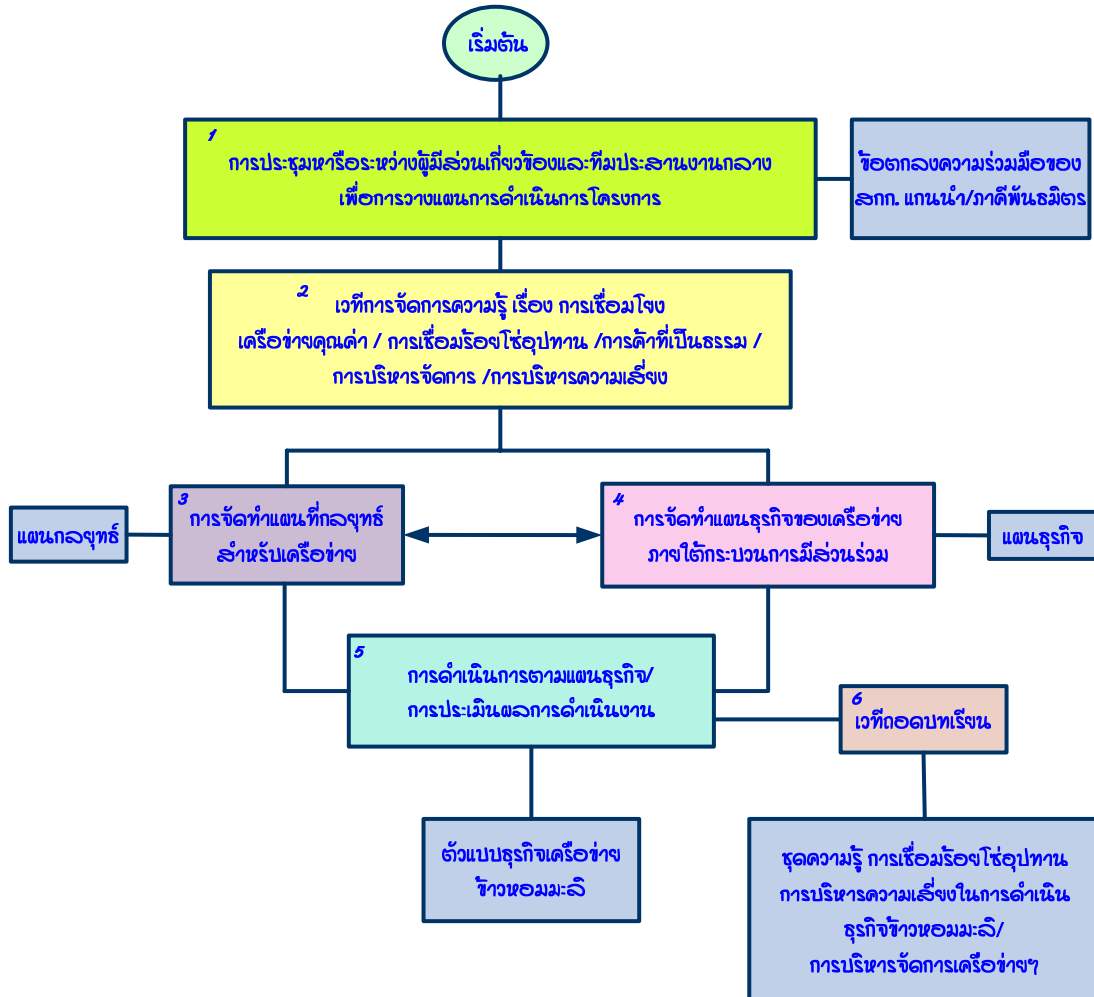 เริ่มต้น
1
การประชุมหารือระหว่างผู้มีส่วนเกี่ยวข้องและทีมประสานงานกลาง
เพื่อการวางแผนการดำเนินการโครงการ
ข้อตกลงความร่วมมือของ
สกก. แกนนำ/ภาคีพันธมิตร
2
เวทีการจัดการความรู้ เรื่อง การเชื่อมโยง
เครือข่ายคุณค่า / การเชื่อมร้อยโซ่อุปทาน /การค้าที่เป็นธรรม /
การบริหารจัดการ /การบริหารความเสี่ยง
3
การจัดทำแผนที่กลยุทธ์
สำหรับเครือข่าย
แผนกลยุทธ์
4
การจัดทำแผนธุรกิจของเครือข่าย
ภายใต้กระบวนการมีส่วนร่วม
แผนธุรกิจ
5
การดำเนินการตามแผนธุรกิจ/
การประเมินผลการดำเนินงาน
6
เวทีถอดบทเรียน
ตัวแบบธุรกิจเครือข่าย
ข้าวหอมมะลิ
ชุดความรู้ การเชื่อมร้อยโซ่อุปทาน
การบริหารความเสี่ยงในการดำเนิน
ธุรกิจข้าวหอมมะลิ/
การบริหารจัดการเครือข่ายฯ